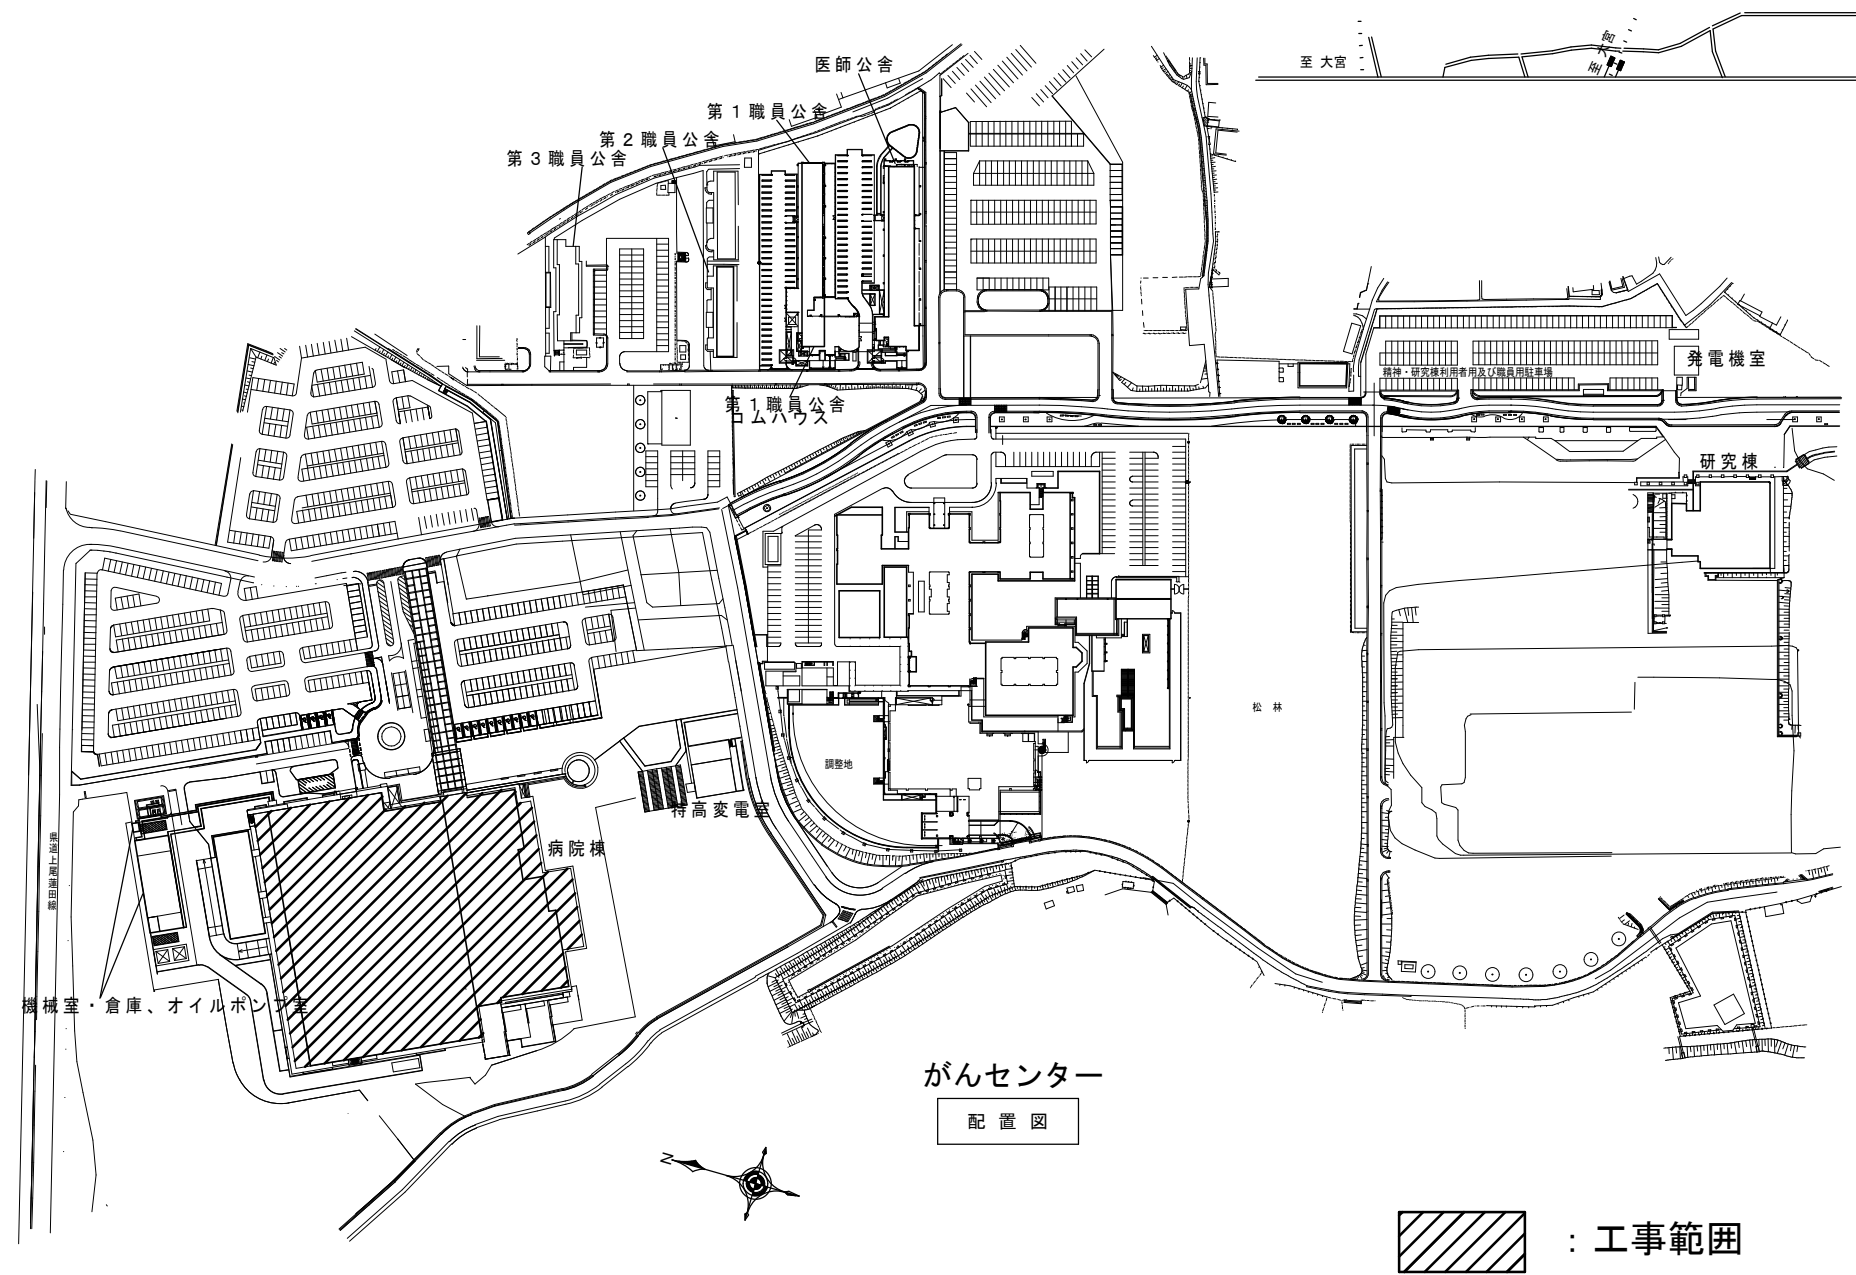 至 大宮
至 大宮
医師公舎
第１職員公舎
第２職員公舎
第３職員公舎
発電機室
精神・研究棟利用者用及び職員用駐車場
第１職員公舎
コムハウス
研究棟
松 林
調整地
特高変電室
病院棟
県道上尾蓮田線
機械室・倉庫、オイルポンプ室
がんセンター
配 置 図
N
：工事範囲